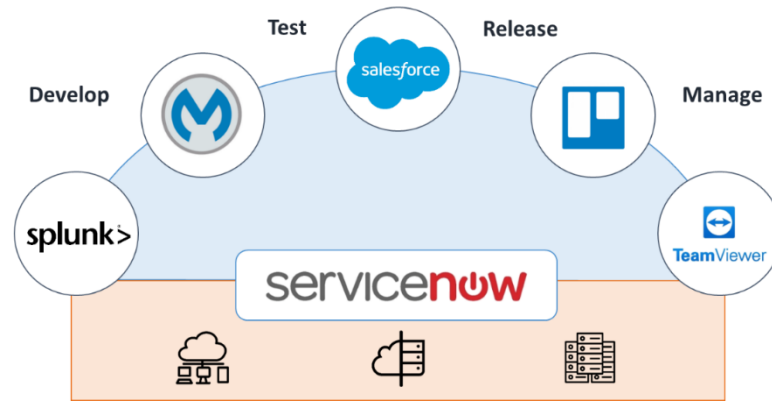 Test
Release
salesforce
Develop
Manage
splunk>
TeamViewer
servicenow